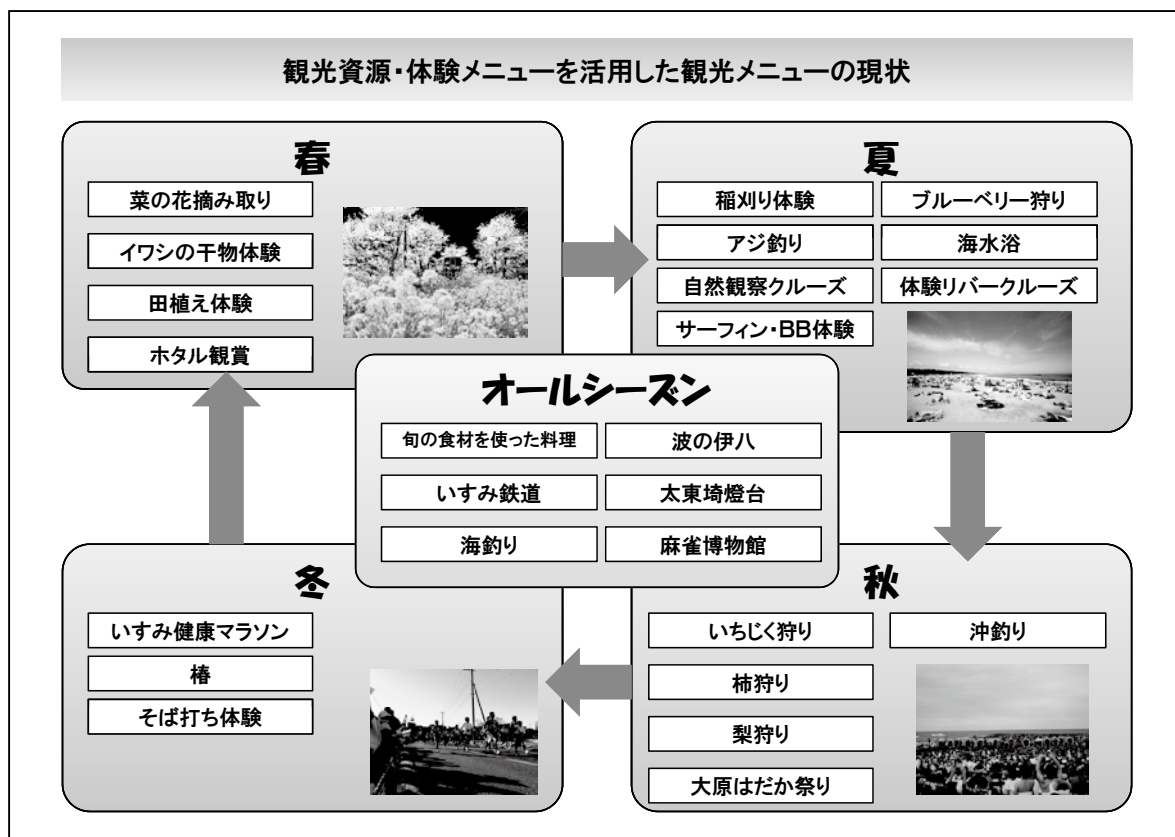 観光資源・体験メニューを活用した観光メニューの現状
春
菜の花摘み取り
イワシの干物体験
田植え体験
ホタル観賞
夏
稲刈り体験
ブルーベリー狩り
アジ釣り
海水浴
自然観察クルーズ
体験リバークルーズ
サーフィン・BB体験
オールシーズン
旬の食材を使った料理
波の伊八
いすみ鉄道
太東埼燈台
海釣り
麻雀博物館
冬
いすみ健康マラソン
椿
そば打ち体験
秋
いちじく狩り
沖釣り
柿狩り
梨狩り
大原はだか祭り